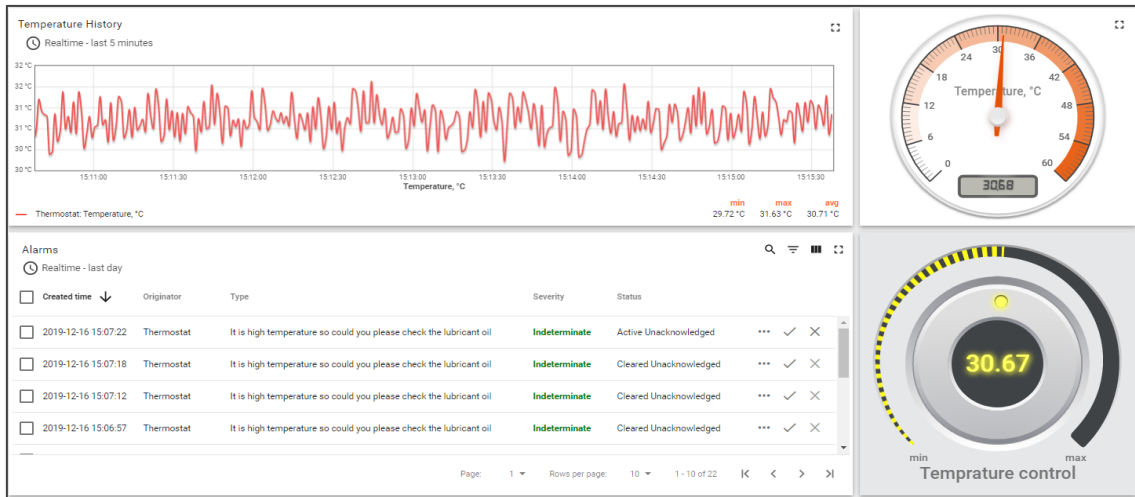 Temperature History
Realtime - last 5 minutes
32 °C
32 °C
31 °C
31 °C
30 °C
30 °C
15:11:00 15:11:30 15:12:00 15:12:30 15:13:00 15:13:30 15:14:00 15:14:30 15:15:00 15:15:30
Temperature, °C
min max avg
Thermostat: Temperature, °C 29.72 °C 31.63 °C 30.71 °C
0 6 12 18 24 30 36 42 48 54 60
Temperature, °C
30.68
Alarms
Realtime - last day
Created time Originator Type Severity Status
2019-12-16 15:07:22 Thermostat It is high temperature so could you please check the lubricant oil Indeterminate Active Unacknowledged
2019-12-16 15:07:18 Thermostat It is high temperature so could you please check the lubricant oil Indeterminate Cleared Unacknowledged
2019-12-16 15:07:12 Thermostat It is high temperature so could you please check the lubricant oil Indeterminate Cleared Unacknowledged
2019-12-16 15:06:57 Thermostat It is high temperature so could you please check the lubricant oil Indeterminate Cleared Unacknowledged
Page: 1 Rows per page: 10 1 - 10 of 22
30.67
min max
Temprature control